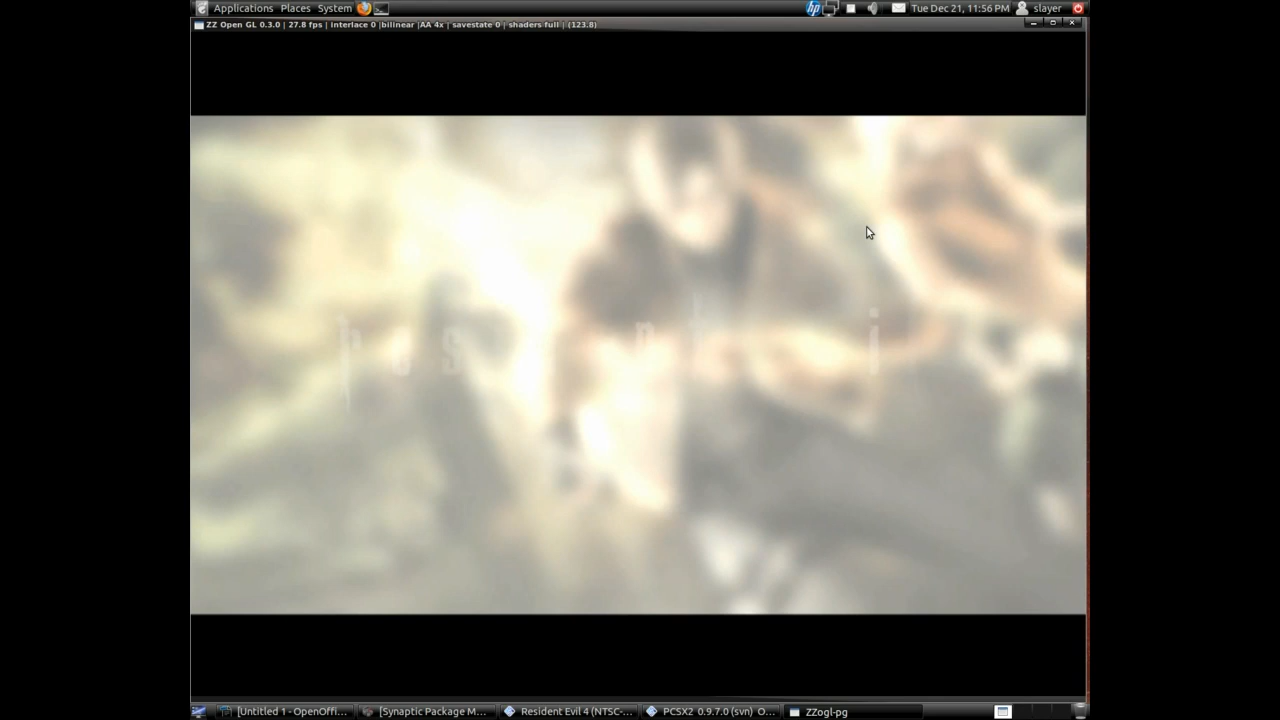 Applications Places System
hp
Tue Dec 21, 11:56 PM slayer
ZZ Open GL 0.3.0 | 27.8 fps | interlace 0 |bilinear |AA 4x | savestate 0 | shaders full | (123.8)
r e s n t i
[Untitled 1 - OpenOffi... [Synaptic Package M... Resident Evil 4 (NTSC-... PCSX2 0.9.7.0 (svn) O... ZZogl-pg